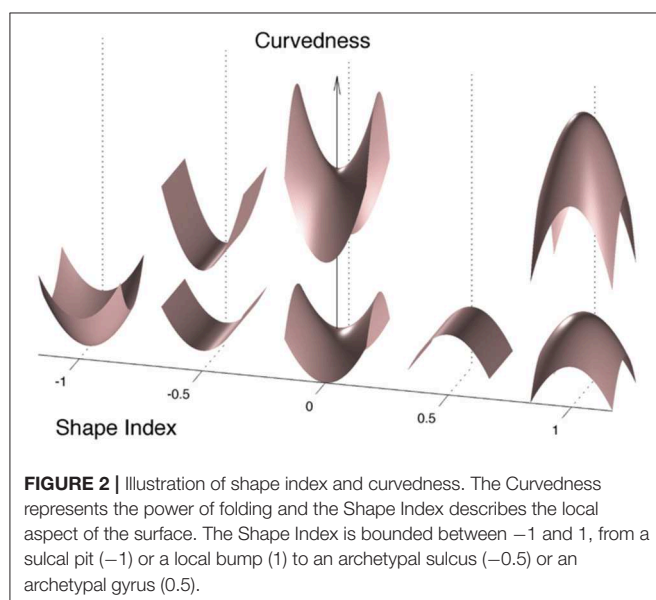 Curvedness
-1
-0.5
0
0.5
1
Shape Index
FIGURE 2 | Illustration of shape index and curvedness. The Curvedness
represents the power of folding and the Shape Index describes the local
aspect of the surface. The Shape Index is bounded between −1 and 1, from a
sulcal pit (−1) or a local bump (1) to an archetypal sulcus (−0.5) or an
archetypal gyrus (0.5).